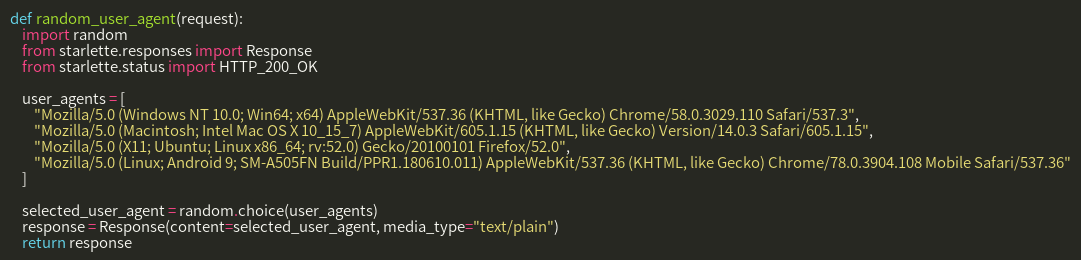 def random_user_agent(request):
    import random
    from starlette.responses import Response
    from starlette.status import HTTP_200_OK

    user_agents = [
        "Mozilla/5.0 (Windows NT 10.0; Win64; x64) AppleWebKit/537.36 (KHTML, like Gecko) Chrome/58.0.3029.110 Safari/537.3",
        "Mozilla/5.0 (Macintosh; Intel Mac OS X 10_15_7) AppleWebKit/605.1.15 (KHTML, like Gecko) Version/14.0.3 Safari/605.1.15",
        "Mozilla/5.0 (X11; Ubuntu; Linux x86_64; rv:52.0) Gecko/20100101 Firefox/52.0",
        "Mozilla/5.0 (Linux; Android 9; SM-A505FN Build/PPR1.180610.011) AppleWebKit/537.36 (KHTML, like Gecko) Chrome/78.0.3904.108 Mobile Safari/537.36"
    ]

    selected_user_agent = random.choice(user_agents)
    response = Response(content=selected_user_agent, media_type="text/plain")
    return response